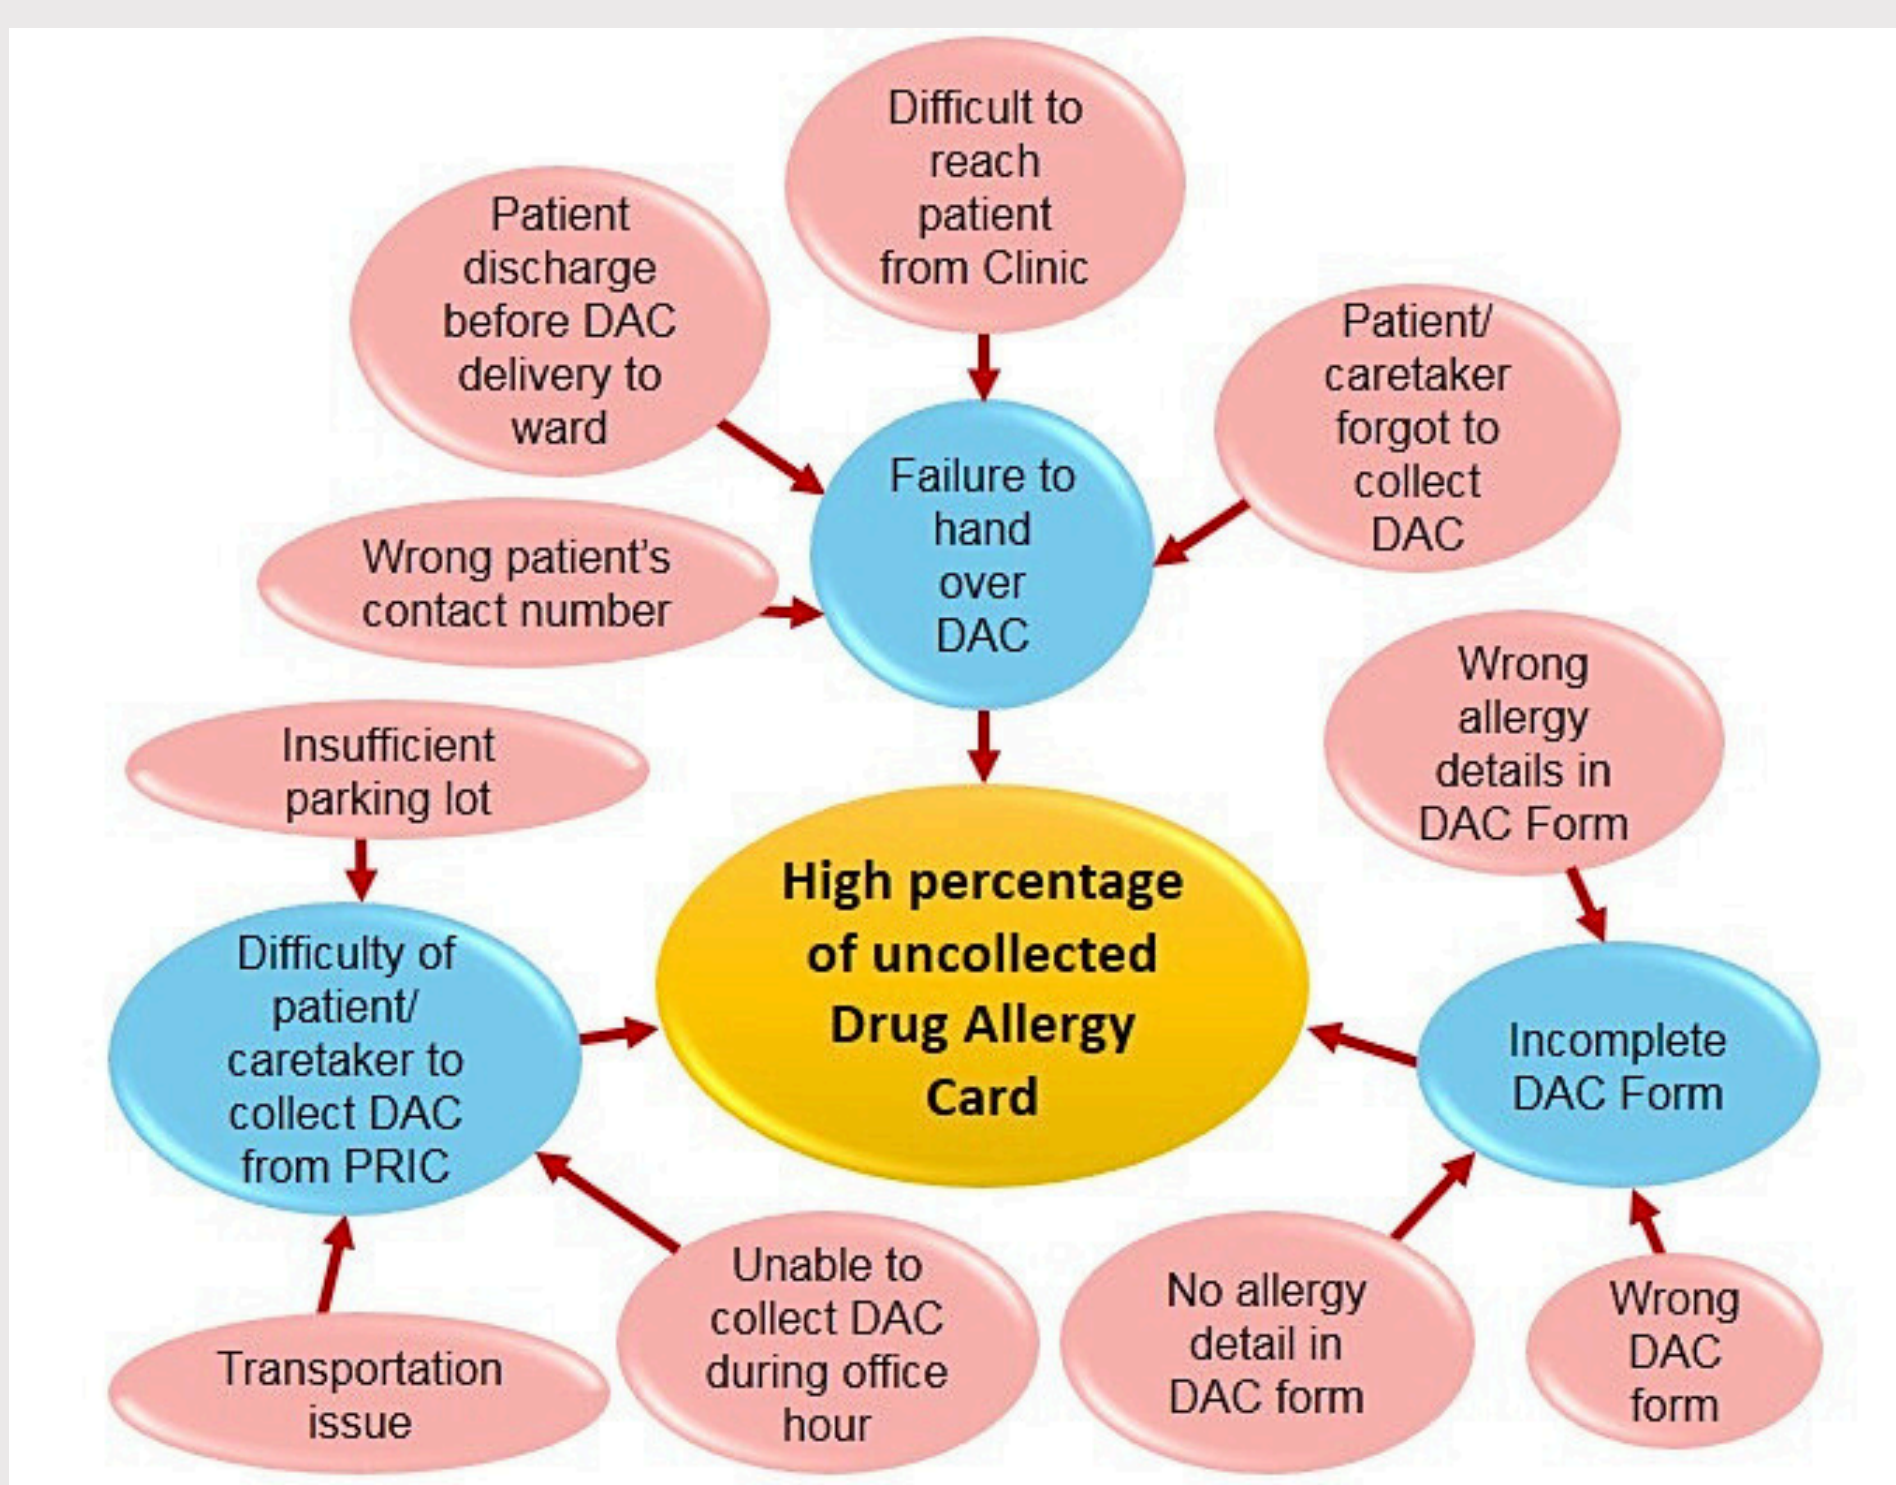 Difficult to
reach
patient
from Clinic
Patient
discharge
before DAC
delivery to
ward
Patient/
caretaker
forgot to
collect
DAC
Failure to
hand
over
DAC
Wrong patient's
contact number
Wrong
allergy
details in
DAC Form
Insufficient
parking lot
High percentage
of uncollected
Drug Allergy
Card
Difficulty of
patient/
caretaker to
collect DAC
from PRIC
Incomplete
DAC Form
Transportation
issue
Unable to
collect DAC
during office
hour
No allergy
detail in
DAC form
Wrong
DAC
form